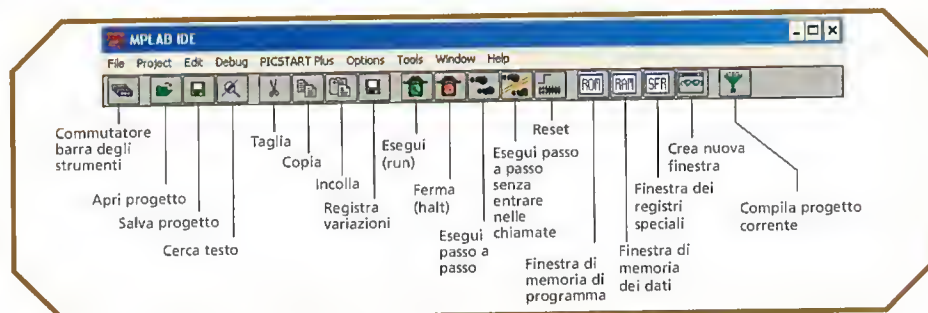 MPLAB IDE
File Project Edit Debug PICSTART Plus Options Tools Window Help
ROM RAM SFR
Commutatore
barra degli
strumenti
Apri progetto
Salva progetto
Cerca testo
Taglia
Copia
Incolla
Registra
variazioni
Esegui
(run)
Ferma
(halt)
Esegui
passo a
passo
Esegui passo
a passo
senza
entrare
nelle
chiamate
Reset
Finestra di
memoria di
programma
Finestra di
memoria
dei dati
Finestra dei
registri
speciali
Crea nuova
finestra
Compila progetto
corrente